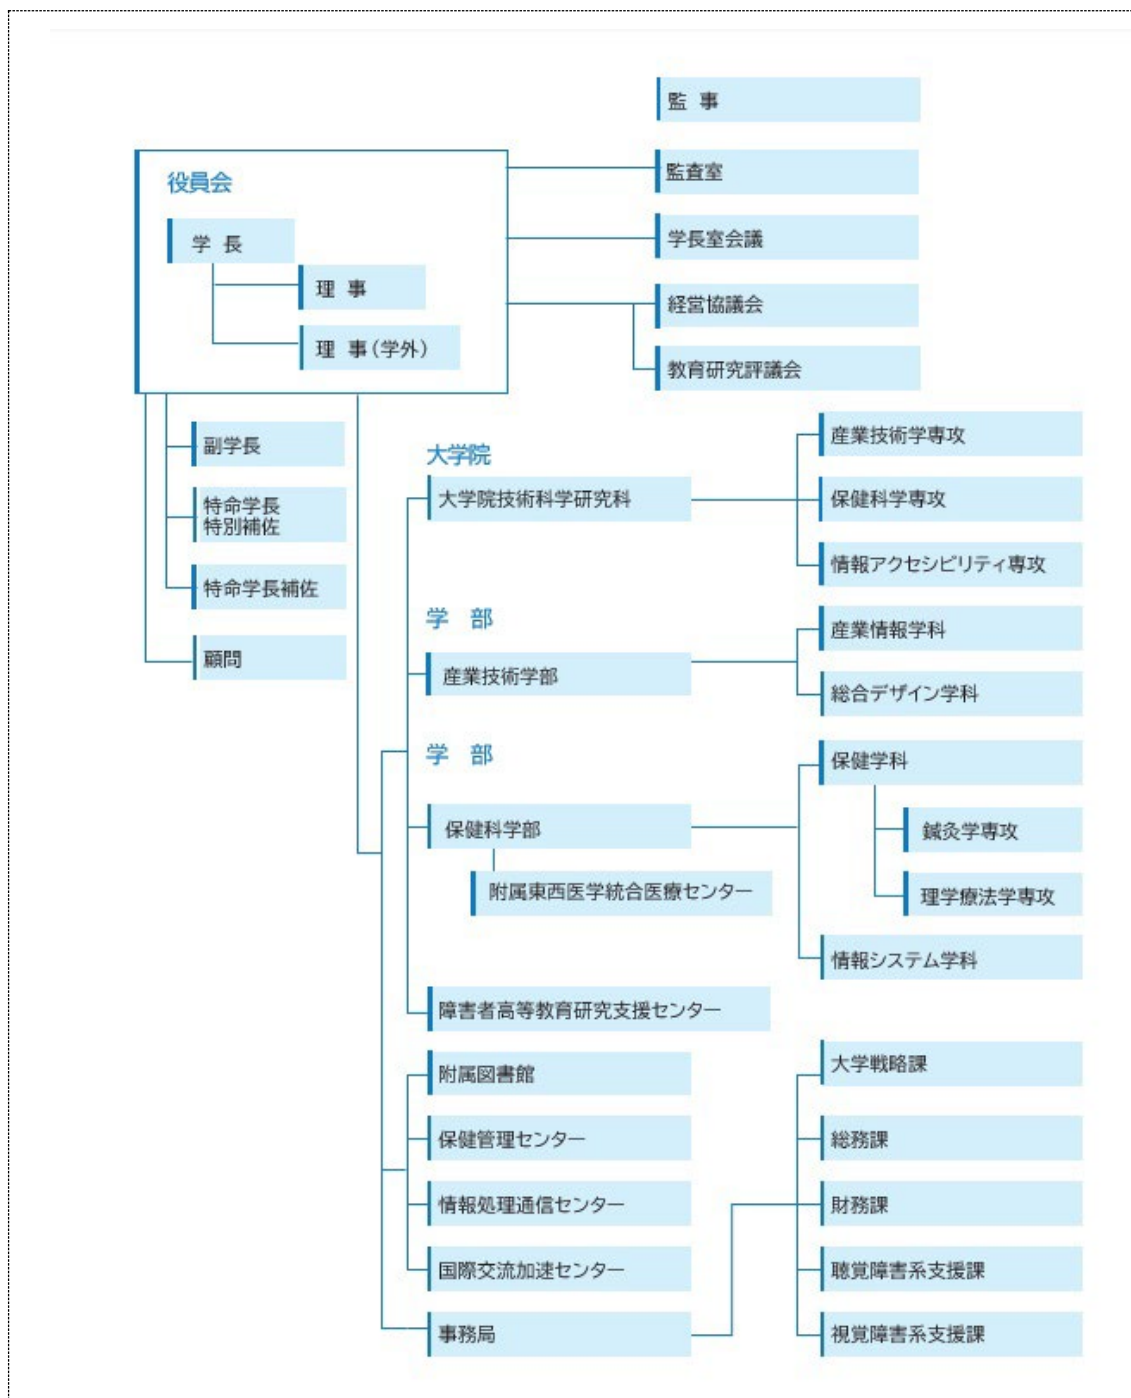 監 事
役員会
学 長
理 事
理 事(学外)
監査室
学長室会議
経営協議会
教育研究評議会
副学長
特命学長
特別補佐
特命学長補佐
顧問
大学院
大学院技術科学研究科
産業技術学専攻
保健科学専攻
情報アクセシビリティ専攻
学 部
産業技術学部
産業情報学科
総合デザイン学科
学 部
保健科学部
附属東西医学統合医療センター
保健学科
鍼灸学専攻
理学療法学専攻
情報システム学科
障害者高等教育研究支援センター
附属図書館
保健管理センター
情報処理通信センター
国際交流加速センター
事務局
大学戦略課
総務課
財務課
聴覚障害系支援課
視覚障害系支援課